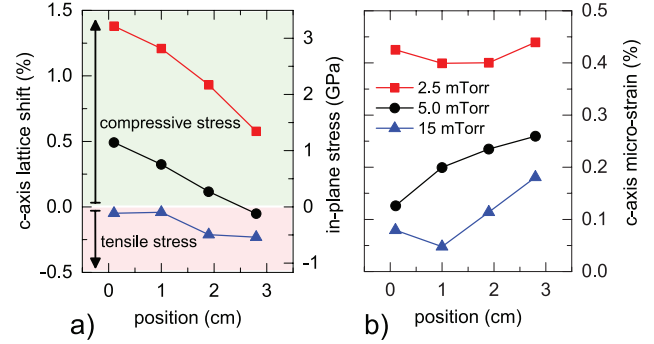 1.5
1.0
0.5
0.0
−0.5
c-axis lattice shift (%)
compressive stress
tensile stress
3
2
1
0
−1
in-plane stress (GPa)
0 1 2 3
position (cm)
a)
2.5 mTorr
5.0 mTorr
15 mTorr
0.5
0.4
0.3
0.2
0.1
0.0
c-axis micro-strain (%)
0 1 2 3
position (cm)
b)